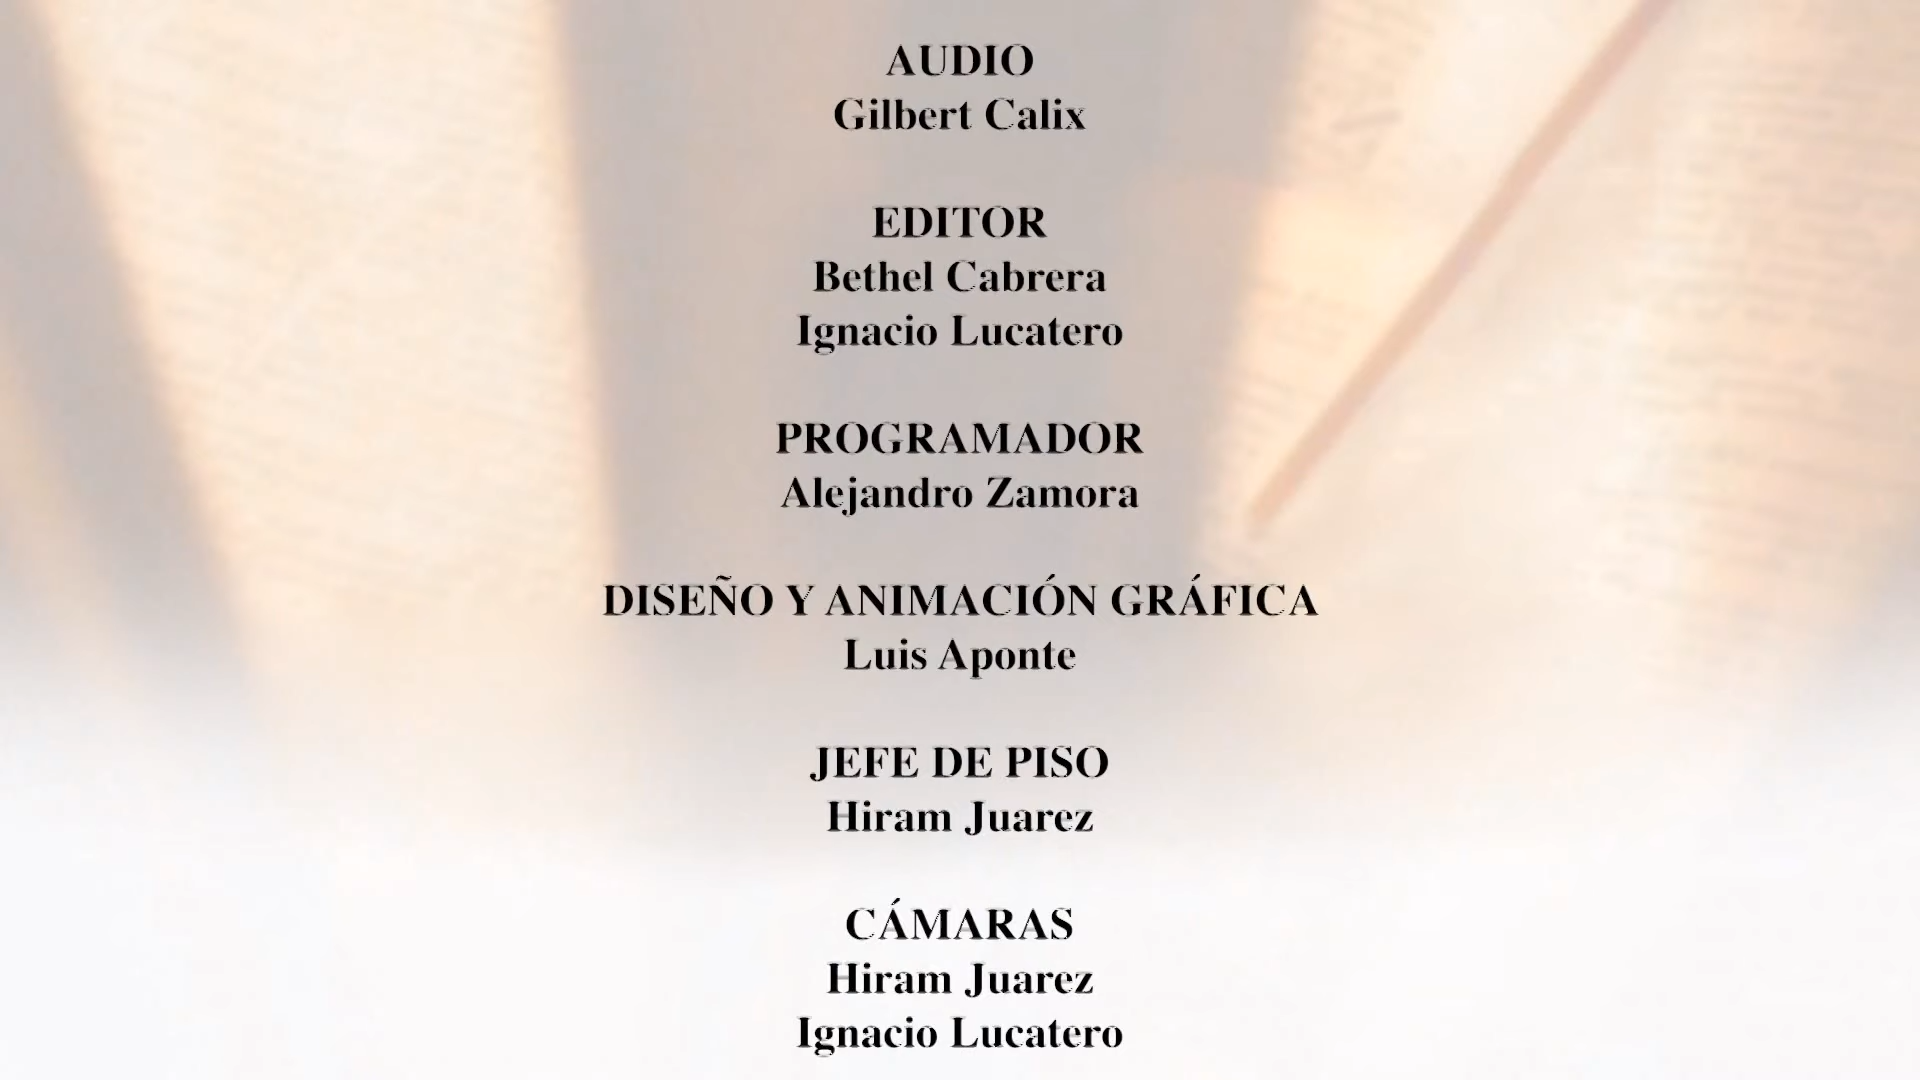 AUDIO
Gilbert Calix
EDITOR
Bethel Cabrera
Ignacio Lucatero
PROGRAMADOR
Alejandro Zamora
DISEÑO Y ANIMACIÓN GRÁFICA
Luis Aponte
JEFE DE PISO
Hiram Juarez
CÁMARAS
Hiram Juarez
Ignacio Lucatero